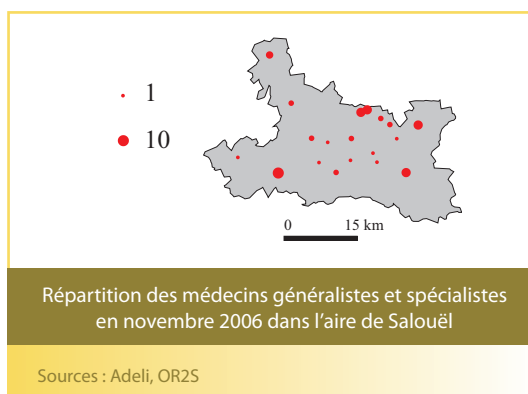 1
10
0 15 km
Répartition des médecins généralistes et spécialistes
en novembre 2006 dans l'aire de Salouël
Sources : Adeli, OR2S